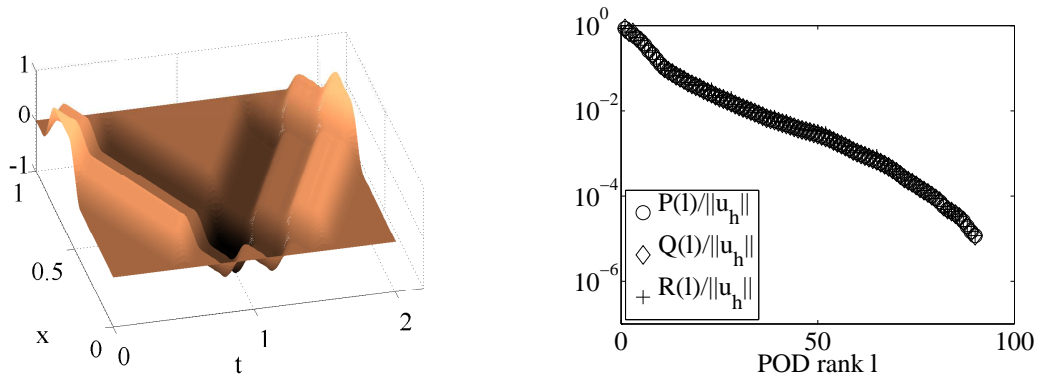 1
0
-1
1
0.5
0
x
0
1
2
t
10^0
10^-2
10^-4
10^-6
P(l)/||u_h||
Q(l)/||u_h||
R(l)/||u_h||
0
50
100
POD rank l